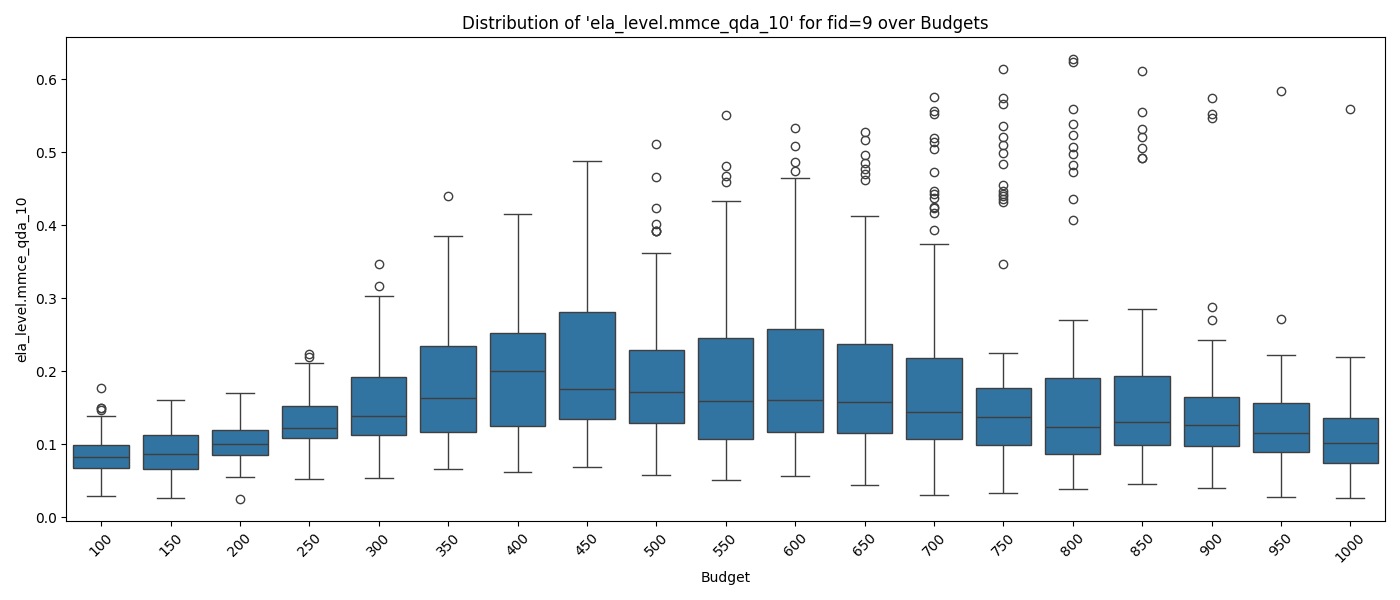 Distribution of 'ela_level.mmce_qda_10' for fid=9 over Budgets
ela_level.mmce_qda_10
0.6
0.5
0.4
0.3
0.2
0.1
0.0
100 150 200 250 300 350 400 450 500 550 600 650 700 750 800 850 900 950 1000
Budget